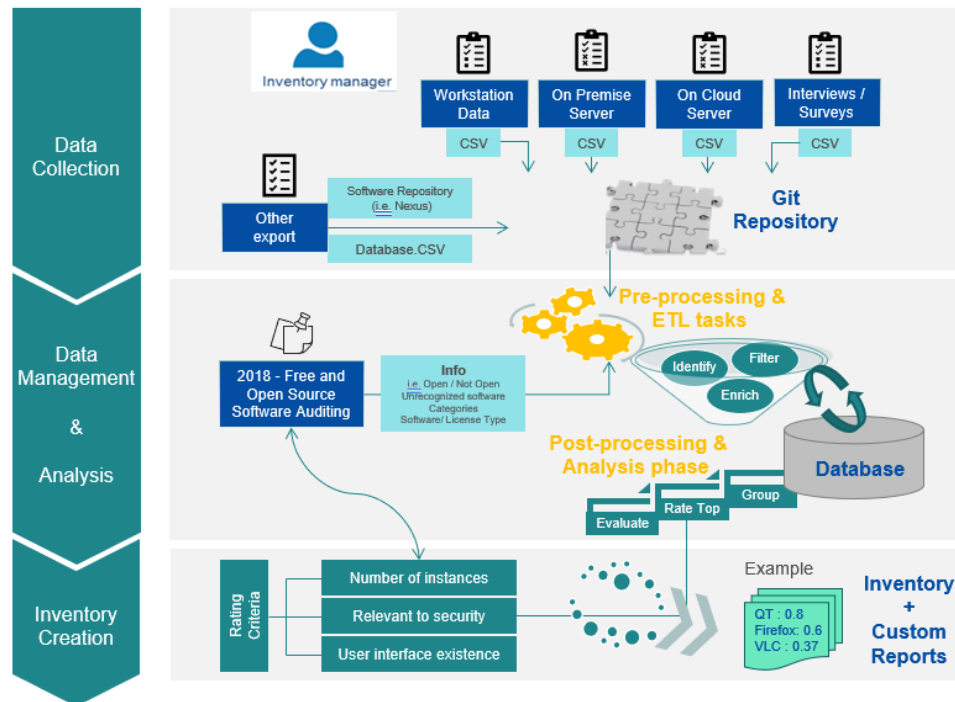 Data
Collection
Inventory manager
Workstation
Data
CSV
On Premise
Server
CSV
On Cloud
Server
CSV
Interviews /
Surveys
CSV
Other
export
Software Repository
(i.e. Nexus)
Database.CSV
Git
Repository
Data
Management
&
Analysis
Pre-processing &
ETL tasks
Identify
Filter
Enrich
2018 - Free and
Open Source
Software Auditing
Info
i.e. Open / Not Open
Unrecognized software
Categories
Software/ License Type
Post-processing &
Analysis phase
Database
Evaluate
Rate Top
Group
Inventory
Creation
Rating
Criteria
Number of instances
Relevant to security
User interface existence
Example
QT : 0.8
Firefox: 0.6
VLC : 0.37
Inventory
+
Custom
Reports